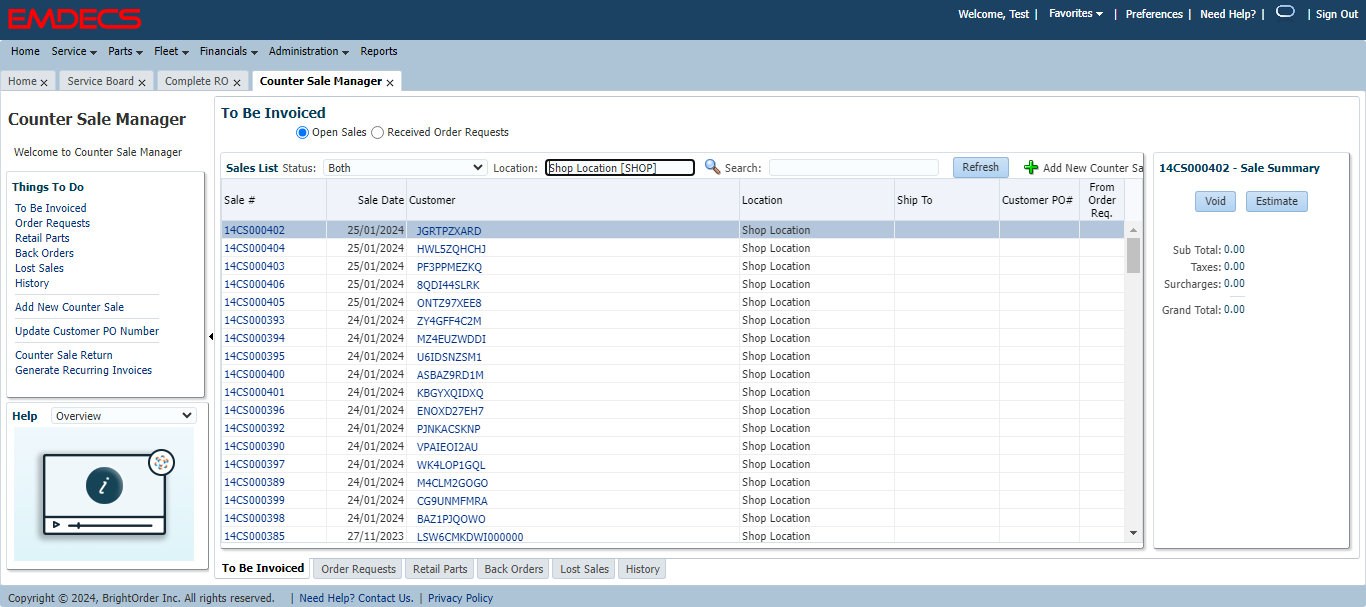 EMDECS
Welcome, Test | Favorites | Preferences | Need Help? | | Sign Out
Home Service Parts Fleet Financials Administration Reports
Home x Service Board x Complete RO x Counter Sale Manager x
Counter Sale Manager
Welcome to Counter Sale Manager
Things To Do
To Be Invoiced
Order Requests
Retail Parts
Back Orders
Lost Sales
History
Add New Counter Sale
Update Customer PO Number
Counter Sale Return
Generate Recurring Invoices
Help Overview
i
To Be Invoiced
Open Sales Received Order Requests
Sales List Status: Both Location: Shop Location [SHOP] Search: Refresh Add New Counter Sa
Sale # Sale Date Customer Location Ship To Customer PO# From Order Req.
14CS000402 25/01/2024 JGRTPZXARD Shop Location
14CS000404 25/01/2024 HWL5ZQHCHJ Shop Location
14CS000403 25/01/2024 PF3PPMEZKQ Shop Location
14CS000406 25/01/2024 8QDI44SLRK Shop Location
14CS000405 25/01/2024 ONTZ97XEE8 Shop Location
14CS000393 24/01/2024 ZY4GFF4C2M Shop Location
14CS000394 24/01/2024 MZ4EUZWDDI Shop Location
14CS000395 24/01/2024 U6IDSNZSM1 Shop Location
14CS000400 24/01/2024 ASBAZ9RD1M Shop Location
14CS000401 24/01/2024 KBGYXQIDXQ Shop Location
14CS000396 24/01/2024 ENOXD27EH7 Shop Location
14CS000392 24/01/2024 PJNKACSKNP Shop Location
14CS000390 24/01/2024 VPAIEOI2AU Shop Location
14CS000397 24/01/2024 WK4LOP1GQL Shop Location
14CS000389 24/01/2024 M4CLM2GOGO Shop Location
14CS000399 24/01/2024 CG9UNMFMRA Shop Location
14CS000398 24/01/2024 BAZ1PJQOWO Shop Location
14CS000385 27/11/2023 LSW6CMKDWI000000 Shop Location
14CS000402 - Sale Summary
Void Estimate
Sub Total: 0.00
Taxes: 0.00
Surcharges: 0.00
Grand Total: 0.00
To Be Invoiced Order Requests Retail Parts Back Orders Lost Sales History
Copyright © 2024, BrightOrder Inc. All rights reserved. | Need Help? Contact Us. | Privacy Policy